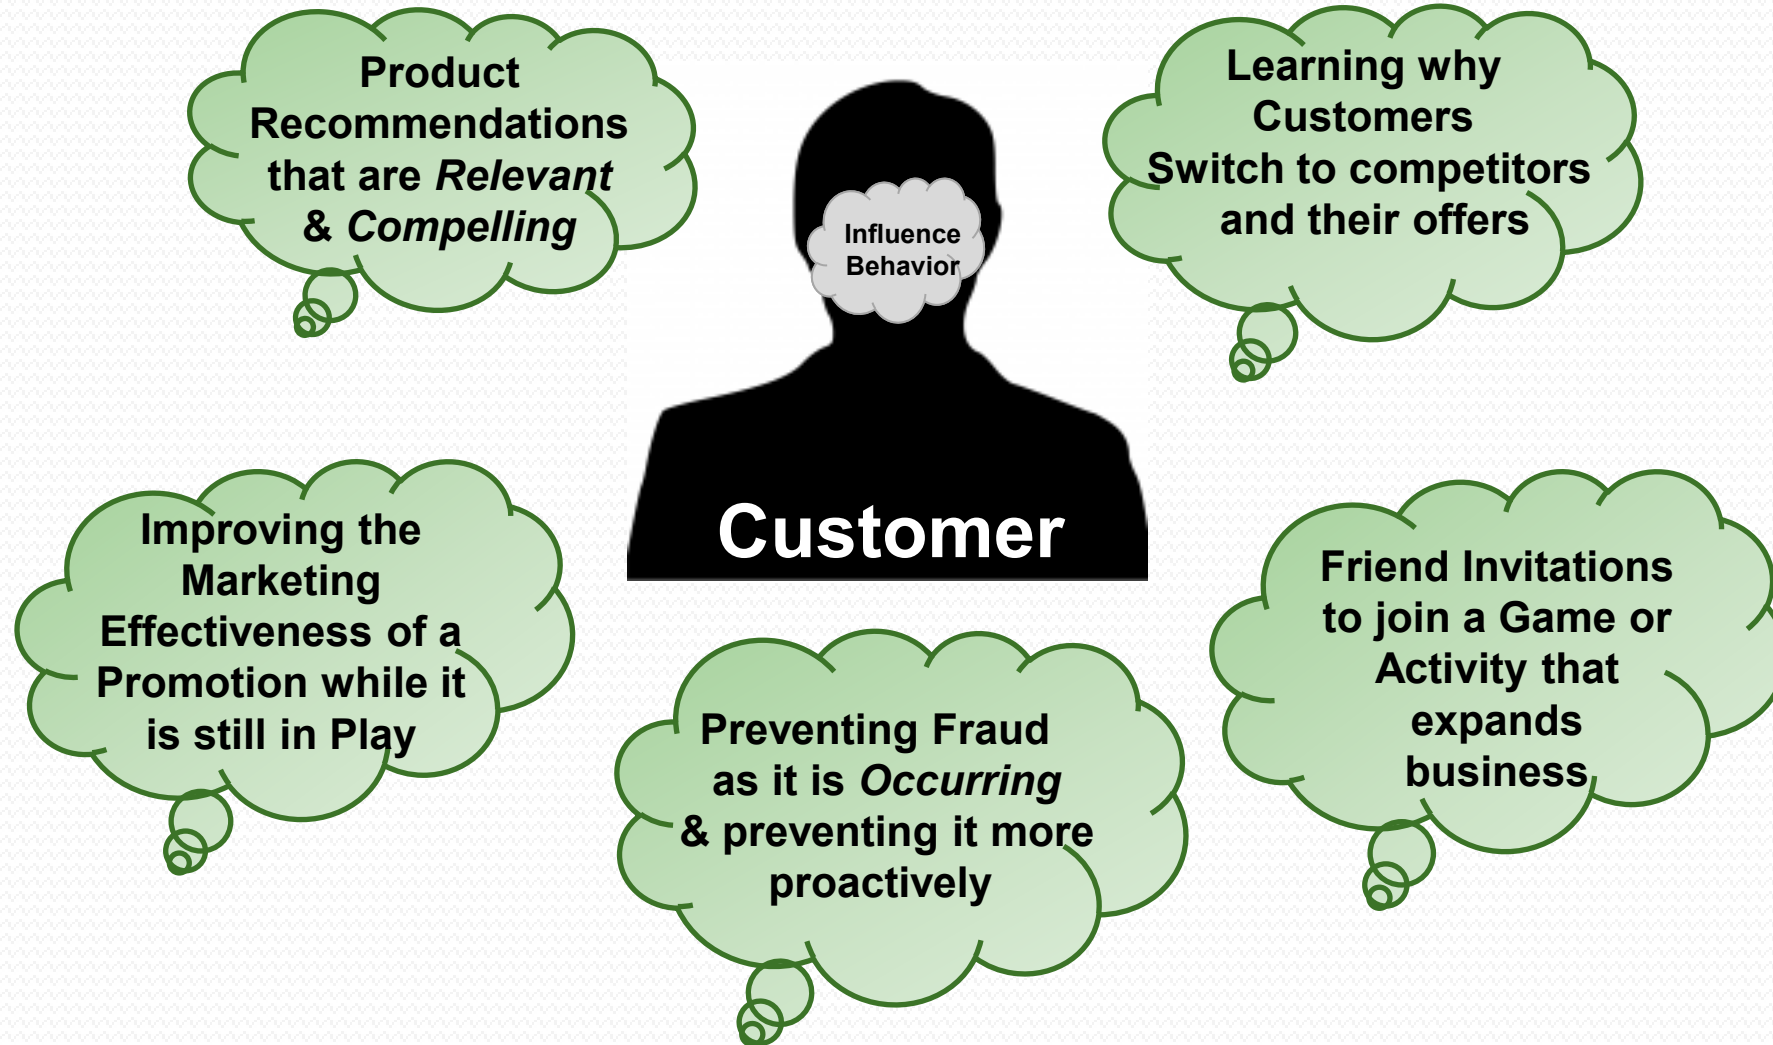 Product
Recommendations
that are Relevant
& Compelling
Influence
Behavior
Learning why
Customers
Switch to competitors
and their offers
Customer
Improving the
Marketing
Effectiveness of a
Promotion while it
is still in Play
Preventing Fraud
as it is Occurring
& preventing it more
proactively
Friend Invitations
to join a Game or
Activity that
expands
business